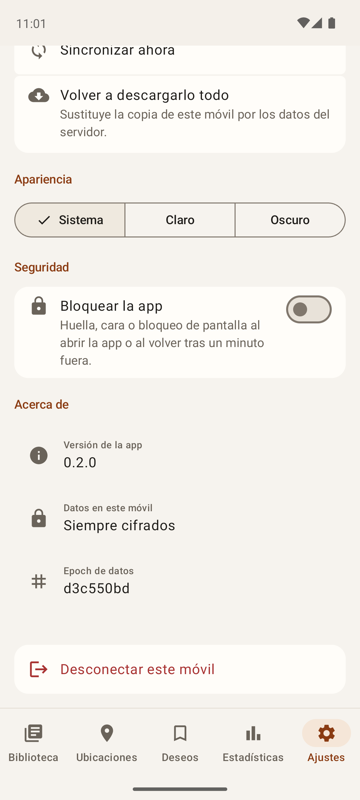 11:01
Sincronizar ahora
Volver a descargarlo todo
Sustituye la copia de este móvil por los datos del
servidor.
Apariencia
Sistema
Claro
Oscuro
Seguridad
Bloquear la app
Huella, cara o bloqueo de pantalla al
abrir la app o al volver tras un minuto
fuera.
Acerca de
Versión de la app
0.2.0
Datos en este móvil
Siempre cifrados
Epoch de datos
d3c550bd
Desconectar este móvil
Biblioteca
Ubicaciones
Deseos
Estadísticas
Ajustes